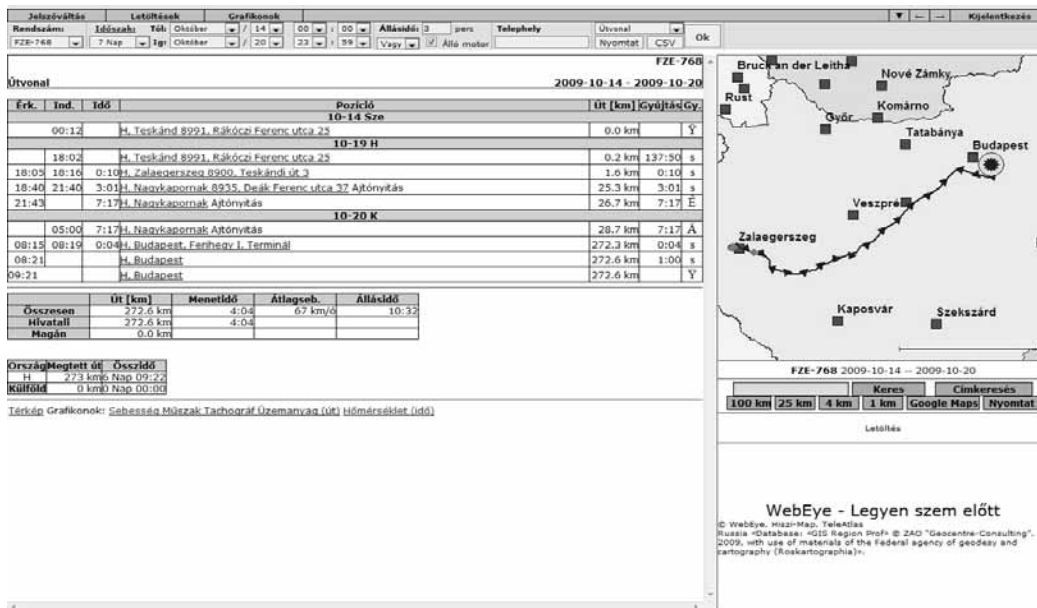 Jelszóváltás Letöltések Grafikonok ▼ ← → Kijelentkezés
Rendszám: Időszak: Tól: Október / 14 00 : 00 Állásidő: 3 perc Telephely Útvonal Ok
FZE-768 7 Nap Ig: Október / 20 23 : 59 Vagy Álló motor Nyomtat CSV
FZE-768
Útvonal 2009-10-14 - 2009-10-20
Érk. Ind. Idő Pozíció Út [km] Gyújtás Gy.
10-14 Sze
00:12 H, Teskánd 8991, Rákóczi Ferenc utca 25 0.0 km
10-19 H
18:02 H, Teskánd 8991, Rákóczi Ferenc utca 25 0.2 km 137:50 s
18:05 18:16 0:10 H, Zalaegerszeg 8900, Teskándi út 3 1.6 km 0:10 s
18:40 21:40 3:01 H, Nagykapornak 8935, Deák Ferenc utca 37 Ajtónyitás 25.3 km 3:01 s
21:43 7:17 H, Nagykapornak Ajtónyitás 26.7 km 7:17
10-20 K
05:00 7:17 H, Nagykapornak Ajtónyitás 28.7 km 7:17
08:15 08:19 0:04 H, Budapest, Ferihegy I. Terminál 272.3 km 0:04 s
08:21 H, Budapest 272.6 km 1:00 s
09:21 H, Budapest 272.6 km
Út [km] Menetidő Átlagseb. Állásidő
Összesen 272.6 km 4:04 67 km/ó 10:32
Hivatali 272.6 km 4:04
Magán 0.0 km
Ország Megtett út Összidő
H 273 km 6 Nap 09:22
Külföld 0 km 0 Nap 00:00
Térkép Grafikonok: Sebesség Műszak Tachográf Üzemanyag (út) Hőmérséklet (idő)
Bruck an der Leitha
Nové Zámky
Rust
Komárno
Győr
Tatabánya
Budapest
Veszpré
Zalaegerszeg
Kaposvár
Szekszárd
FZE-768 2009-10-14 -- 2009-10-20
Keres Címkeresés
100 km 25 km 4 km 1 km Google Maps Nyomtat
Letöltés
WebEye - Legyen szem előtt
© WebEye, Hiszi-Map, TeleAtlas
Russia «Database: «GIS Region Prof» © ZAO "Geocentre-Consulting",
2009, with use of materials of the Federal agency of geodesy and
cartography (Roskartographia)».